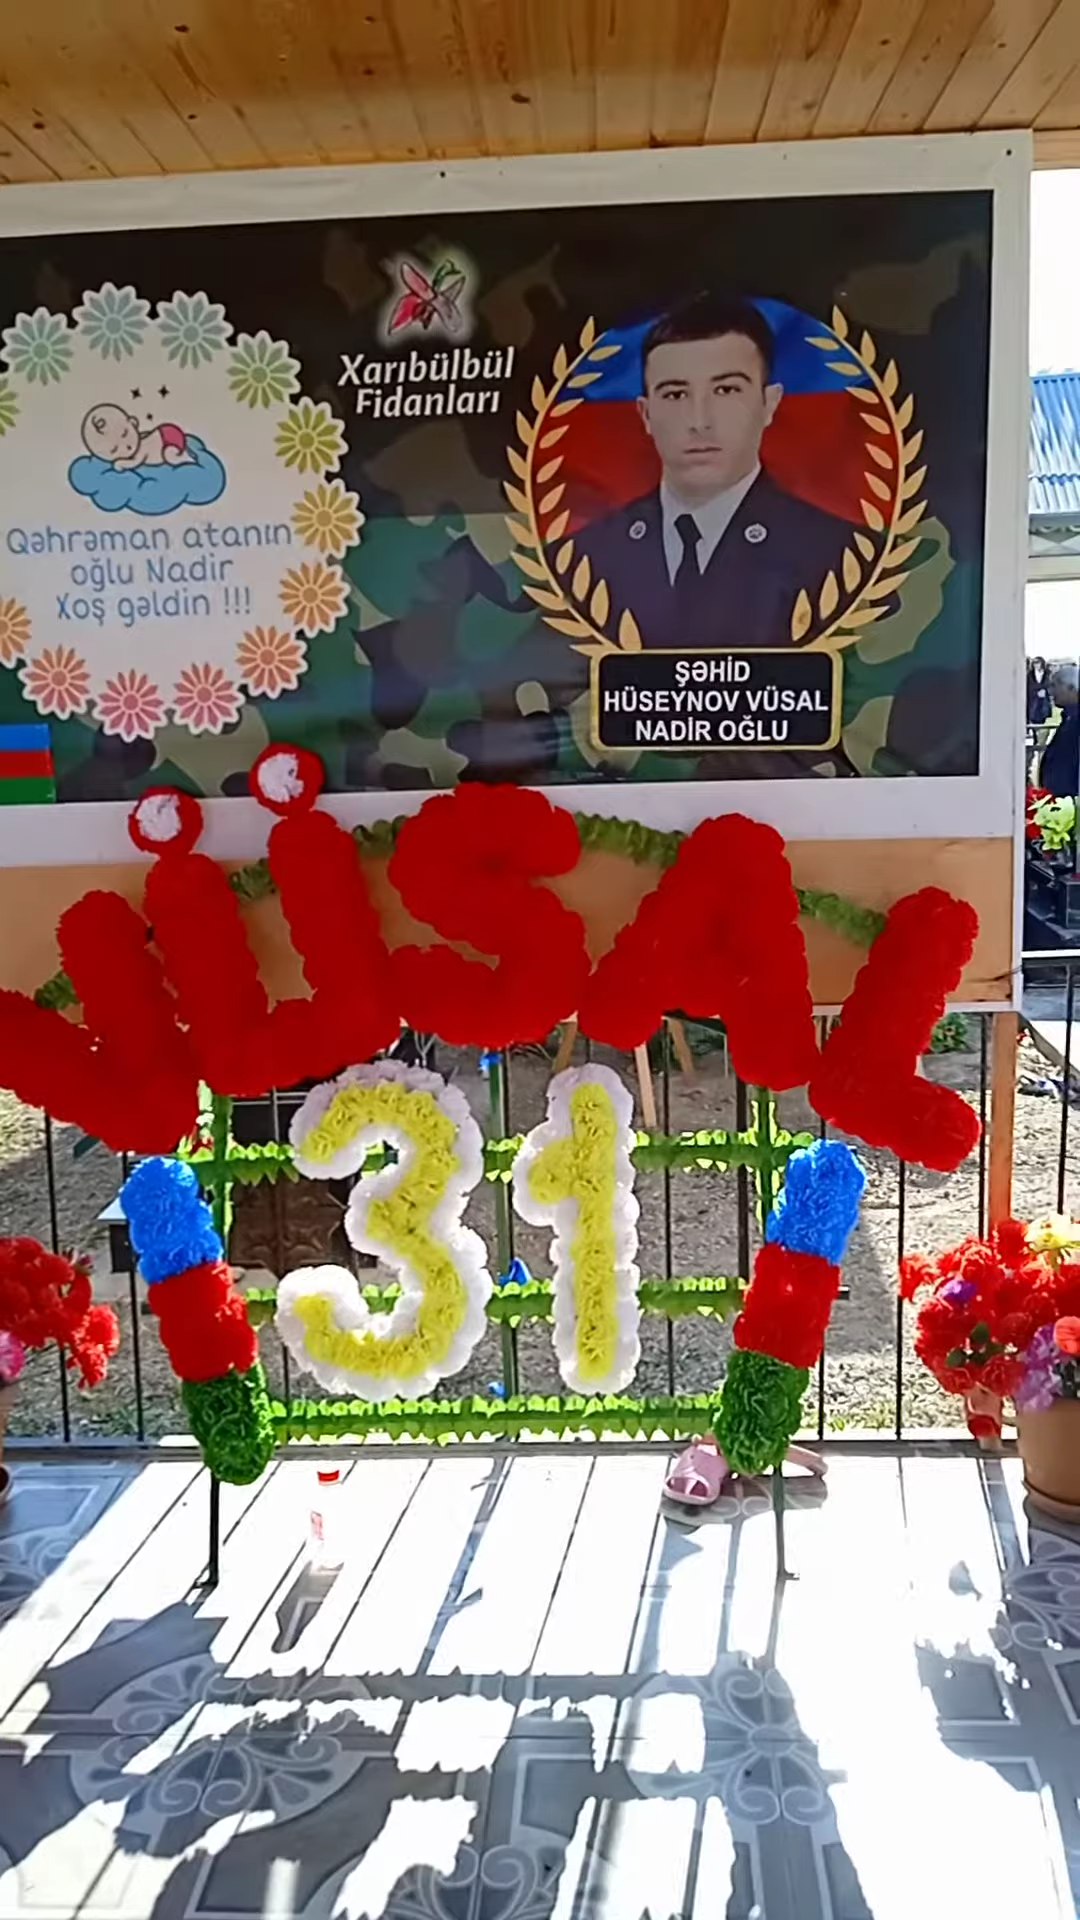 Xarıbülbül
Fidanları
Qəhrəman atanın
oğlu Nadir
Xoş gəldin !!!
ŞƏHİD
HÜSEYNOV VÜSAL
NADİR OĞLU
VÜSAL
31